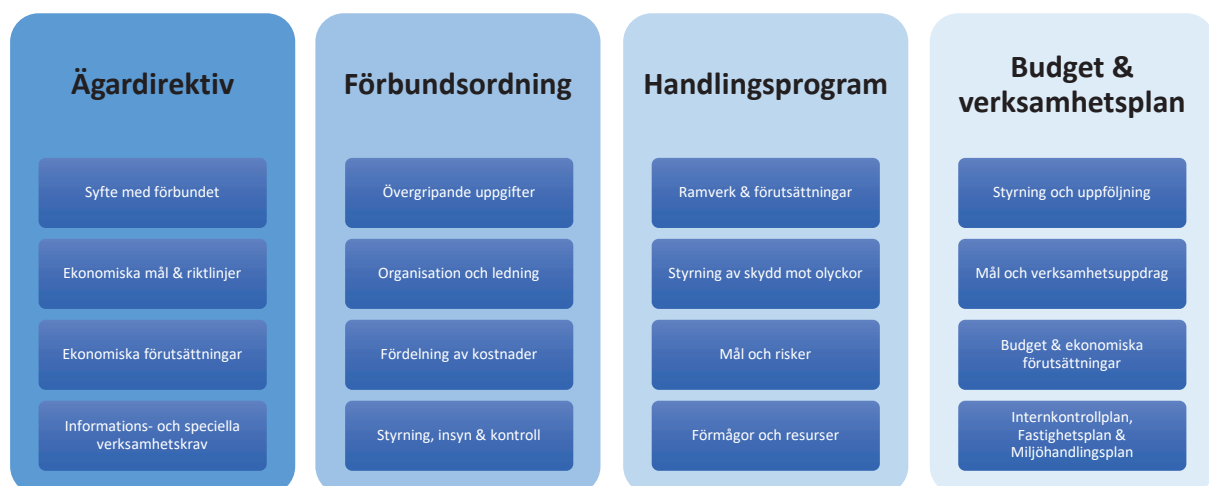 Ägardirektiv
Syfte med förbundet
Ekonomiska mål & riktlinjer
Ekonomiska förutsättningar
Informations- och speciella
verksamhetskrav
Förbundsordning
Övergripande uppgifter
Organisation och ledning
Fördelning av kostnader
Styrning, insyn & kontroll
Handlingsprogram
Ramverk & förutsättningar
Styrning av skydd mot olyckor
Mål och risker
Förmågor och resurser
Budget &
verksamhetsplan
Styrning och uppföljning
Mål och verksamhetsuppdrag
Budget & ekonomiska
förutsättningar
Internkontrollplan,
Fastighetsplan &
Miljöhandlingsplan